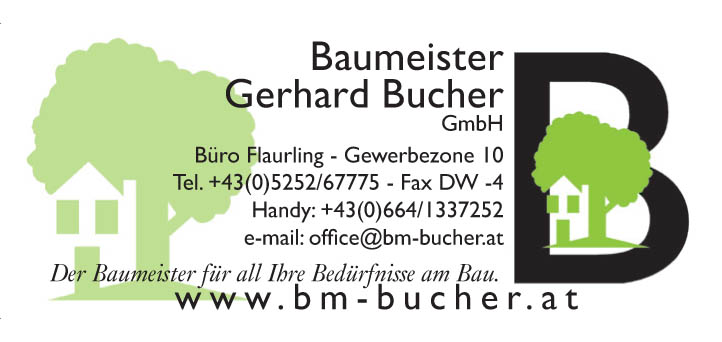 Baumeister
Gerhard Bucher
GmbH
Büro Flaurling - Gewerbezone 10
Tel. +43(0)5252/67775 - Fax DW -4
Handy: +43(0)664/1337252
e-mail: office@bm-bucher.at
Der Baumeister für all Ihre Bedürfnisse am Bau.
www.bm-bucher.at
B